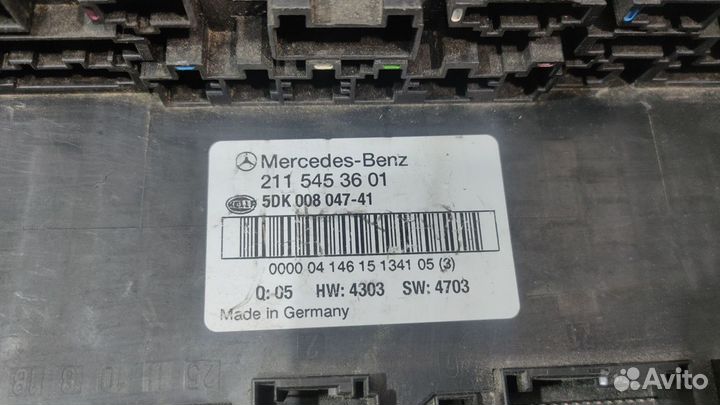 Mercedes-Benz
211 545 36 01
HELLA 5DK 008 047-41
0000 04 146 15 1341 05 (3)
Q: 05 HW: 4303 SW: 4703
Made in Germany
Avito